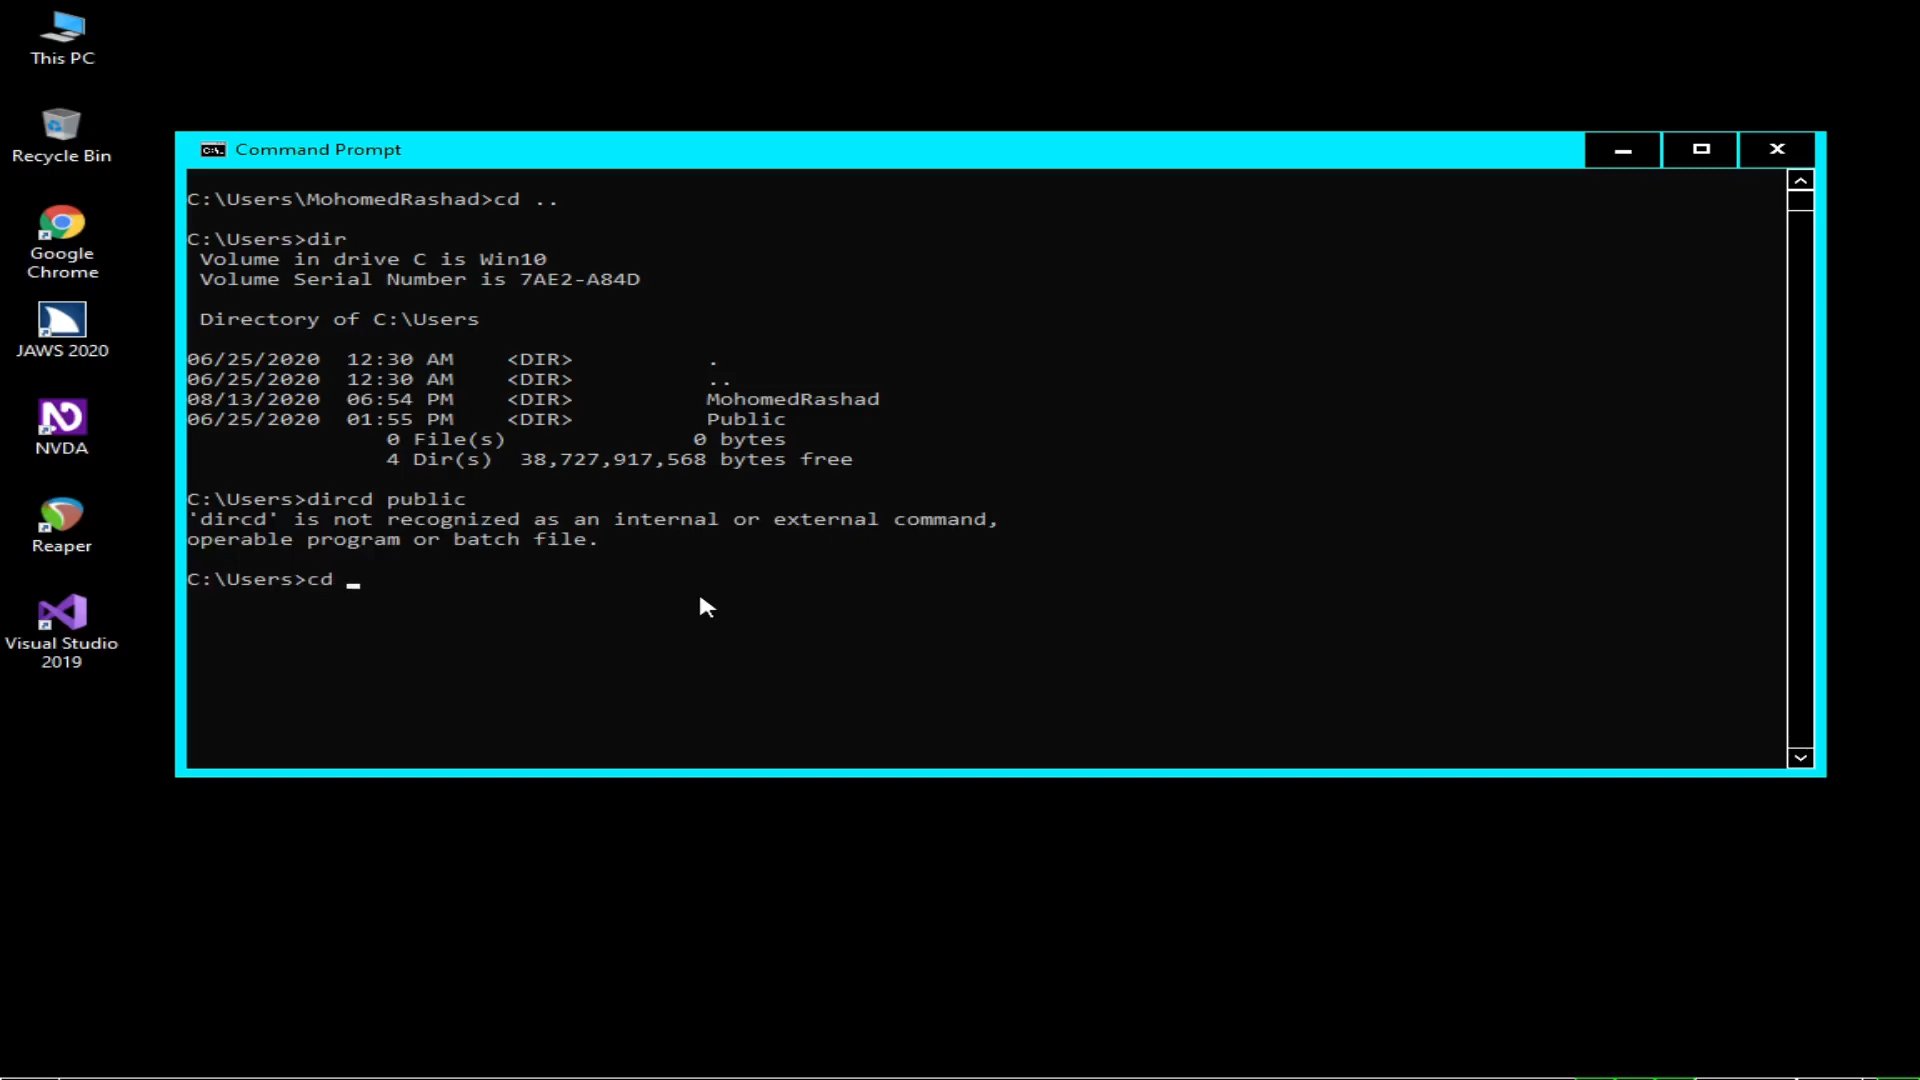 This PC
Recycle Bin
Google
Chrome
JAWS 2020
NVDA
Reaper
Visual Studio
2019
Command Prompt
C:\Users\MohomedRashad>cd ..
C:\Users>dir
Volume in drive C is Win10
Volume Serial Number is 7AE2-A84D
Directory of C:\Users
06/25/2020  12:30 AM    <DIR>          .
06/25/2020  12:30 AM    <DIR>          ..
08/13/2020  06:54 PM    <DIR>          MohomedRashad
06/25/2020  01:55 PM    <DIR>          Public
0 File(s)              0 bytes
4 Dir(s)  38,727,917,568 bytes free
C:\Users>dircd public
'dircd' is not recognized as an internal or external command,
operable program or batch file.
C:\Users>cd _